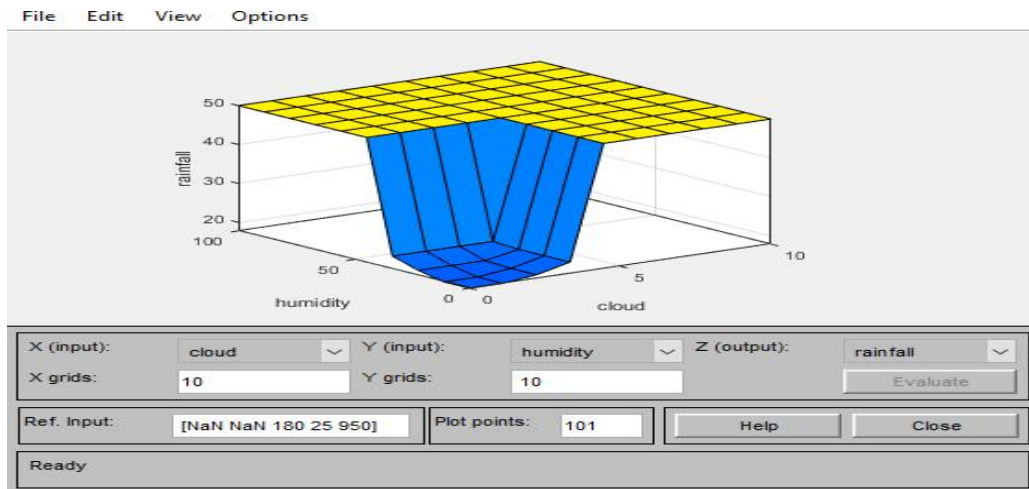 File Edit View Options
50
40
30
20
rainfall
100
50
0
humidity
0
5
10
cloud
X (input): cloud Y (input): humidity Z (output): rainfall
X grids: 10 Y grids: 10 Evaluate
Ref. Input: [NaN NaN 180 25 950] Plot points: 101 Help Close
Ready